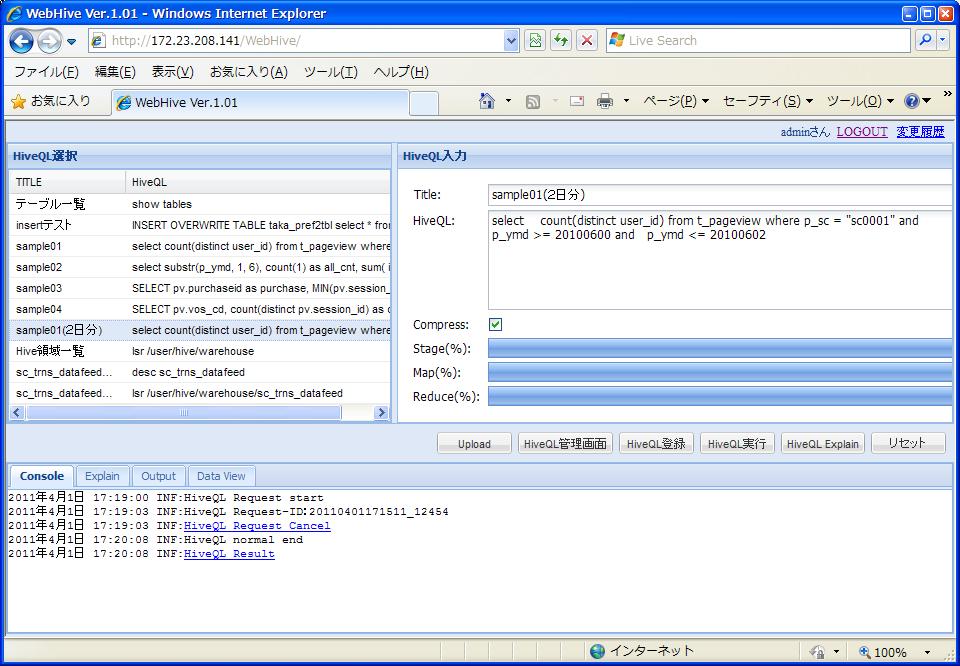 WebHive Ver.1.01 - Windows Internet Explorer
http://172.23.208.141/WebHive/
Live Search
ファイル(F) 編集(E) 表示(V) お気に入り(A) ツール(T) ヘルプ(H)
お気に入り WebHive Ver.1.01 ページ(P) セーフティ(S) ツール(O) »
adminさん LOGOUT 変更履歴
HiveQL選択
TITLE HiveQL
テーブル一覧 show tables
insertテスト INSERT OVERWRITE TABLE taka_pref2tbl select * fro
sample01 select count(distinct user_id) from t_pageview where
sample02 select substr(p_ymd, 1, 6), count(1) as all_cnt, sum( i
sample03 SELECT pv.purchaseid as purchase, MIN(pv.session_
sample04 SELECT pv.vos_cd, count(distinct pv.session_id) as
sample01(2日分) select count(distinct user_id) from t_pageview where
Hive領域一覧 lsr /user/hive/warehouse
sc_trns_datafeed... desc sc_trns_datafeed
sc_trns_datafeed... lsr /user/hive/warehouse/sc_trns_datafeed
HiveQL入力
Title: sample01(2日分)
HiveQL: select count(distinct user_id) from t_pageview where p_sc = "sc0001" and
p_ymd >= 20100600 and p_ymd <= 20100602
Compress:
Stage(%):
Map(%):
Reduce(%):
Upload HiveQL管理画面 HiveQL登録 HiveQL実行 HiveQL Explain リセット
Console Explain Output Data View
2011年4月1日 17:19:00 INF:HiveQL Request start
2011年4月1日 17:19:03 INF:HiveQL Request-ID:20110401171511_12454
2011年4月1日 17:19:03 INF:HiveQL Request Cancel
2011年4月1日 17:20:08 INF:HiveQL normal end
2011年4月1日 17:20:08 INF:HiveQL Result
インターネット 100%